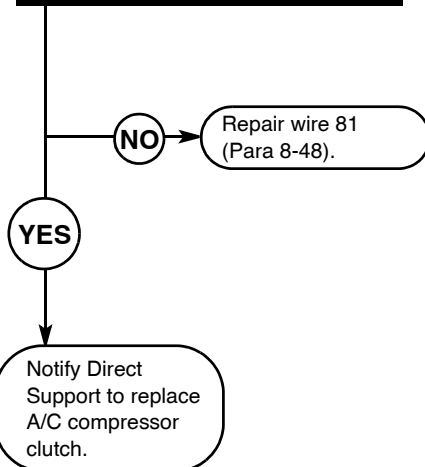 NO
Repair wire 81
(Para 8-48).
YES
Notify Direct
Support to replace
A/C compressor
clutch.